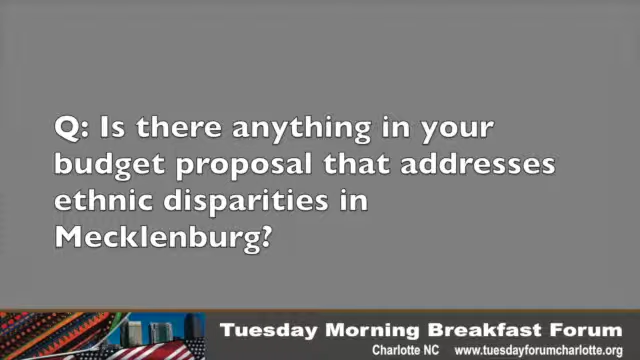 Q: Is there anything in your
budget proposal that addresses
ethnic disparities in
Mecklenburg?
Tuesday Morning Breakfast Forum
Charlotte NC www.tuesdayforumcharlotte.org